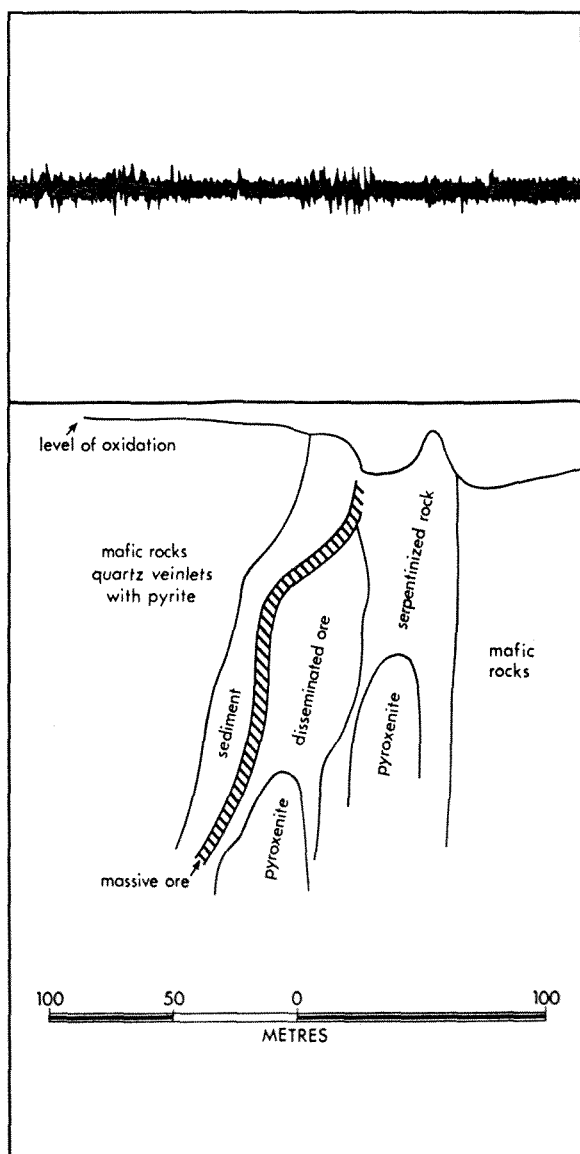 level of oxidation
mafic rocks
quartz veinlets
with pyrite
sediment
disseminated ore
serpentinized rock
mafic
rocks
pyroxenite
pyroxenite
massive ore
100 50 0 100
METRES